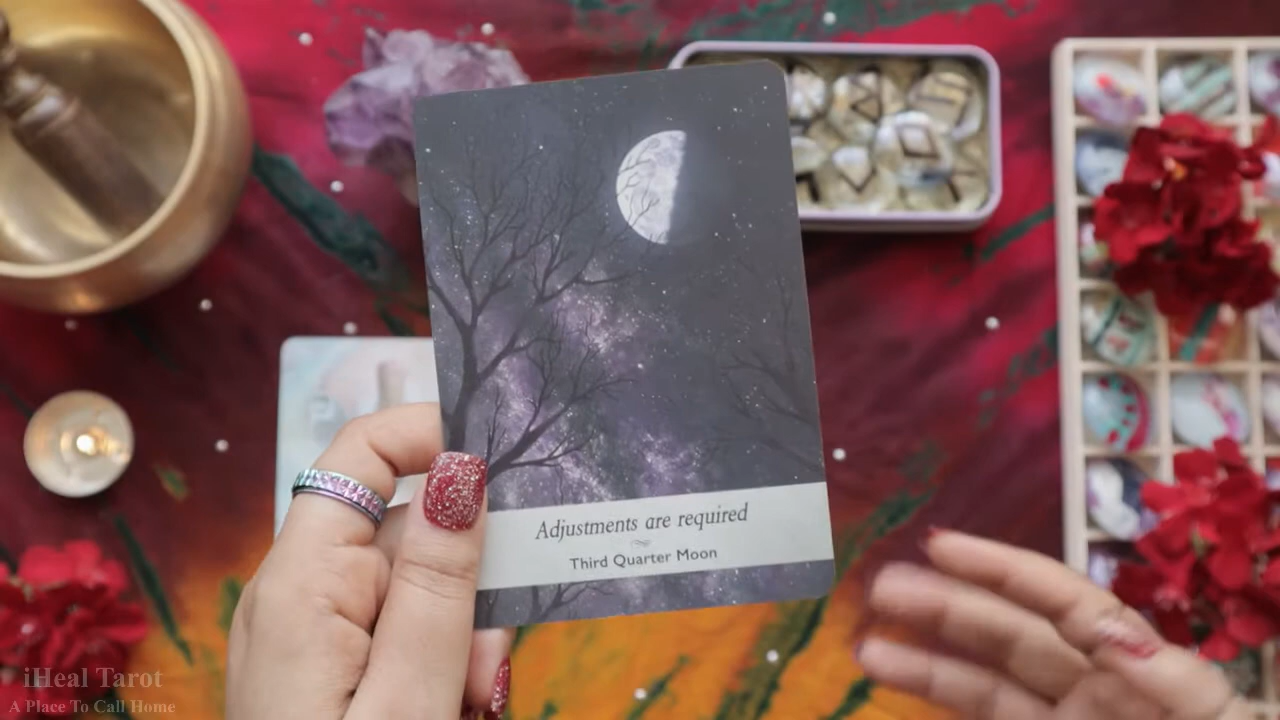 Adjustments are required
Third Quarter Moon
iHeal Tarot
A Place To Call Home